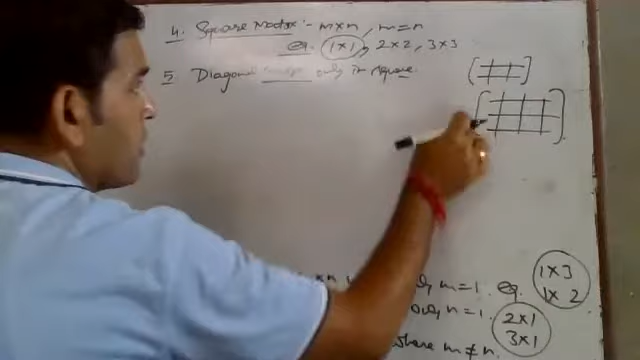 4. Square Matrix :- m×n, m=n
eg. (1×1), 2×2, 3×3
5. Diagonal only in square.
m=1. eg. 1×3
1×2
n=1. 2×1
3×1
where m≠n.